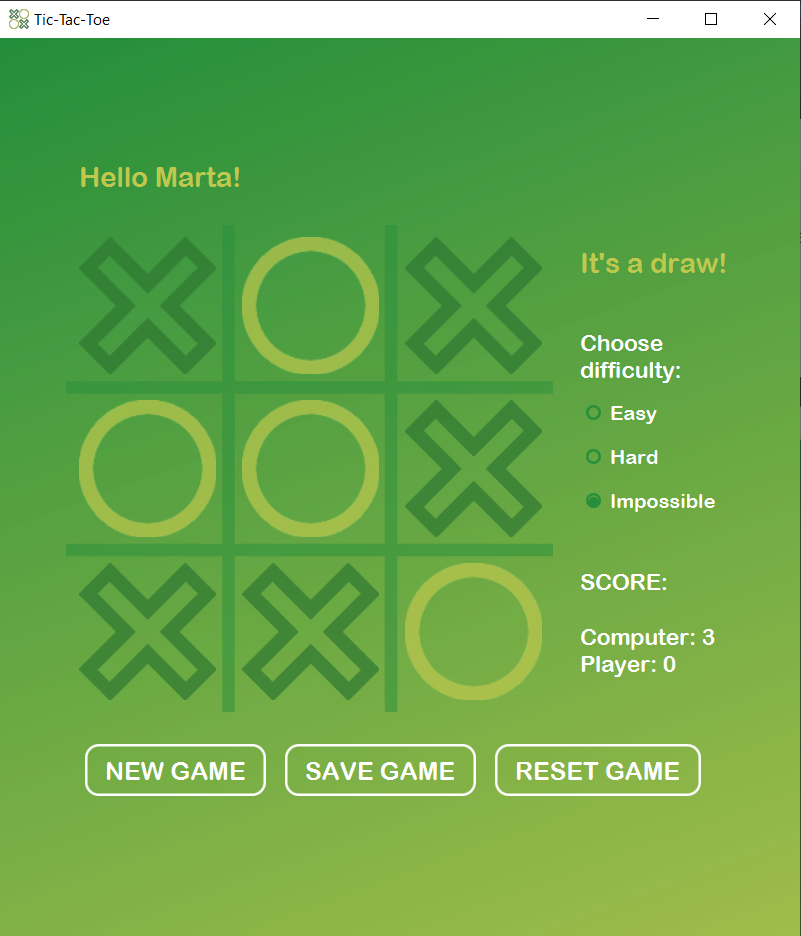 Tic-Tac-Toe
Hello Marta!
It's a draw!
Choose
difficulty:
Easy
Hard
Impossible
SCORE:
Computer: 3
Player: 0
NEW GAME
SAVE GAME
RESET GAME